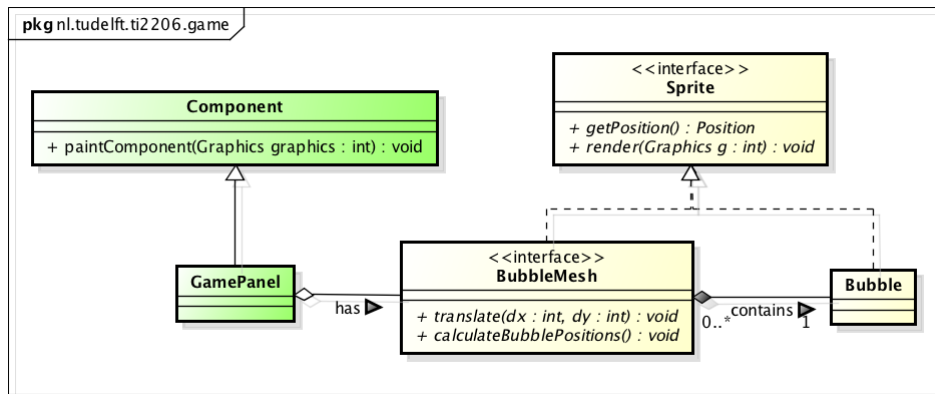 pkg nl.tudelft.ti2206.game
Component
+ paintComponent(Graphics graphics : int) : void
<<interface>>
Sprite
+ getPosition() : Position
+ render(Graphics g : int) : void
GamePanel
has
<<interface>>
BubbleMesh
+ translate(dx : int, dy : int) : void
+ calculateBubblePositions() : void
0..*
contains
1
Bubble